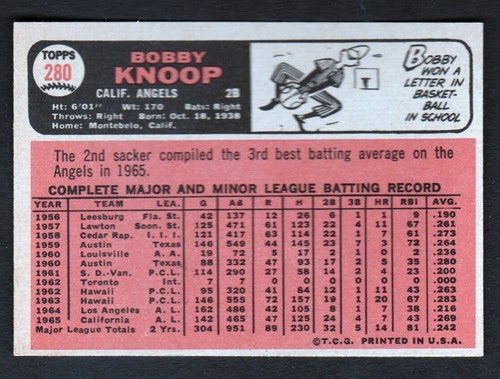 TOPPS
280
BOBBY
KNOOP
CALIF. ANGELS 2B
Ht: 6'01" Wt: 170 Bats: Right
Throws: Right Born: Oct. 18, 1938
Home: Montebelo, Calif.
BOBBY
WON A
LETTER IN
BASKET-
BALL
IN SCHOOL
The 2nd sacker compiled the 3rd best batting average on the
Angels in 1965.
COMPLETE MAJOR AND MINOR LEAGUE BATTING RECORD
YEAR TEAM LEA. G AB R H 2B 3B HR RBI AVG.
1956 Leesburg Fla. St. 42 137 12 26 6 1 1 9 .190
1957 Lawton Soon. St. 125 471 61 123 22 4 11 67 .261
1958 Cedar Rap. I. I. I. 121 417 63 114 22 1 7 61 .273
1959 Austin Texas 146 549 44 145 23 7 3 72 .264
1960 Louisville A. A. 19 72 5 17 2 1 0 2 .236
1960 Austin Texas 88 332 47 93 17 2 5 35 .280
1961 S. D.-Van. P.C.L. 114 290 27 58 14 2 4 23 .200
1962 Toronto Int. 7 7 0 0 0 0 0 0 .000
1962 Hawaii P.C.L. 95 320 41 84 12 1 11 43 .263
1963 Hawaii P.C.L. 146 555 72 157 19 1 20 67 .283
1964 Los Angeles A. L. 162 486 42 105 8 1 7 38 .216
1965 California A. L. 142 465 47 125 24 4 7 43 .269
Major League Totals 2 Yrs. 304 951 89 230 32 5 14 81 .242
©T.C.G. PRINTED IN U.S.A.